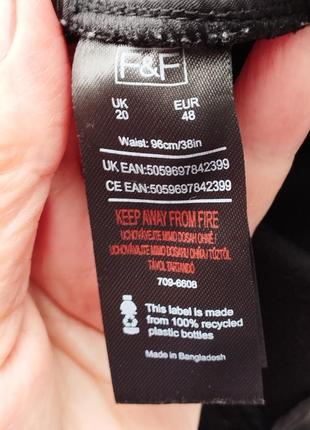 F&F
UK EUR
20 48
Waist: 96cm/38in
UK EAN:5059697842399
CE EAN:5059697842399
KEEP AWAY FROM FIRE
UCHOVÁVEJTE MIMO DOSAH OHNĚ /
UCHOVÁVAJTE MIMO DOSAHU OHŇA / TŰZTŐL
TÁVOL TARTANDÓ
709-6608
This label is made
from 100% recycled
plastic bottles
Made in Bangladesh